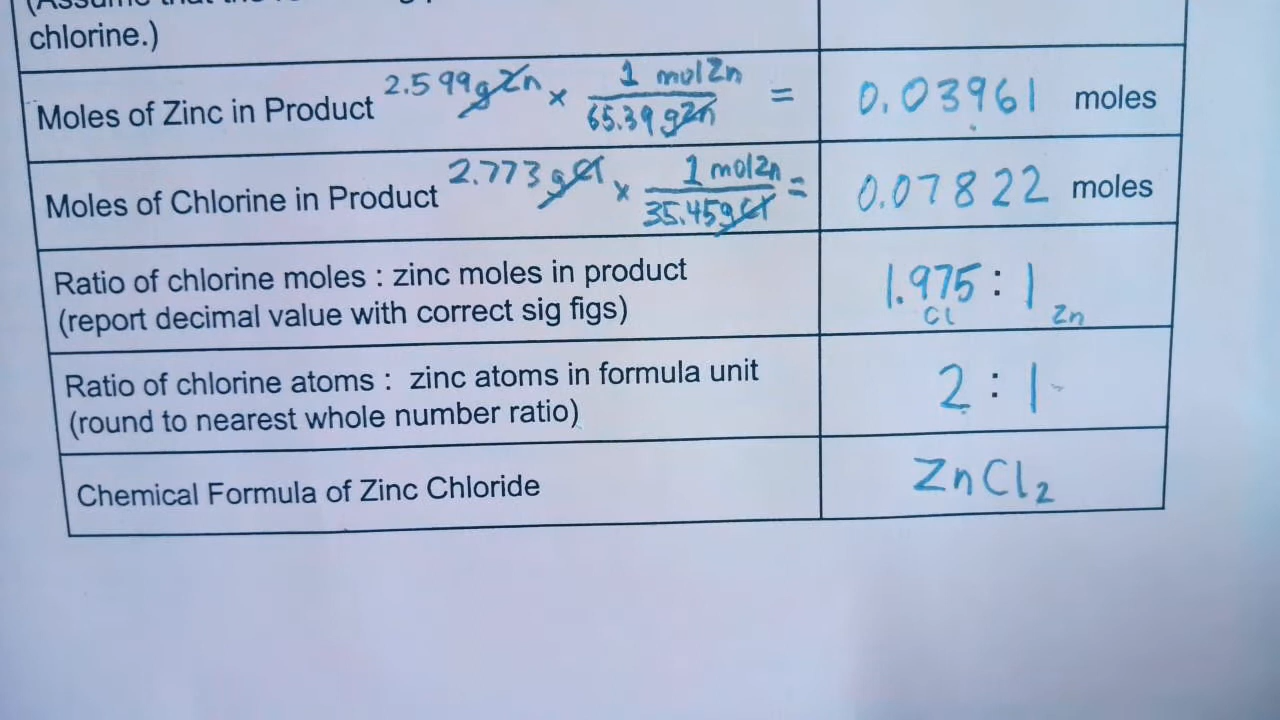 chlorine.)
Moles of Zinc in Product 2.599 g Zn x 1 mol Zn / 65.39 g Zn = 0.03961 moles
Moles of Chlorine in Product 2.773 g Cl x 1 mol Zn / 35.45 g Cl = 0.07822 moles
Ratio of chlorine moles : zinc moles in product
(report decimal value with correct sig figs)
1.975 : 1
Cl Zn
Ratio of chlorine atoms : zinc atoms in formula unit
(round to nearest whole number ratio)
2 : 1
Chemical Formula of Zinc Chloride ZnCl₂